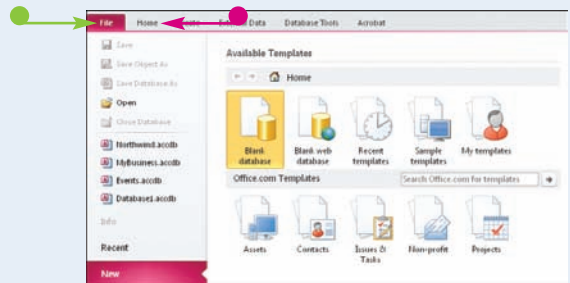 File Home Create External Data Database Tools Acrobat
Save
Save Object As
Save Database As
Open
Close Database
Northwind.accdb
MyBusiness.accdb
Events.accdb
Database1.accdb
Info
Recent
New
Available Templates
Home
Blank database
Blank web database
Recent templates
Sample templates
My templates
Office.com Templates
Search Office.com for templates
Assets
Contacts
Issues & Tasks
Non-profit
Projects